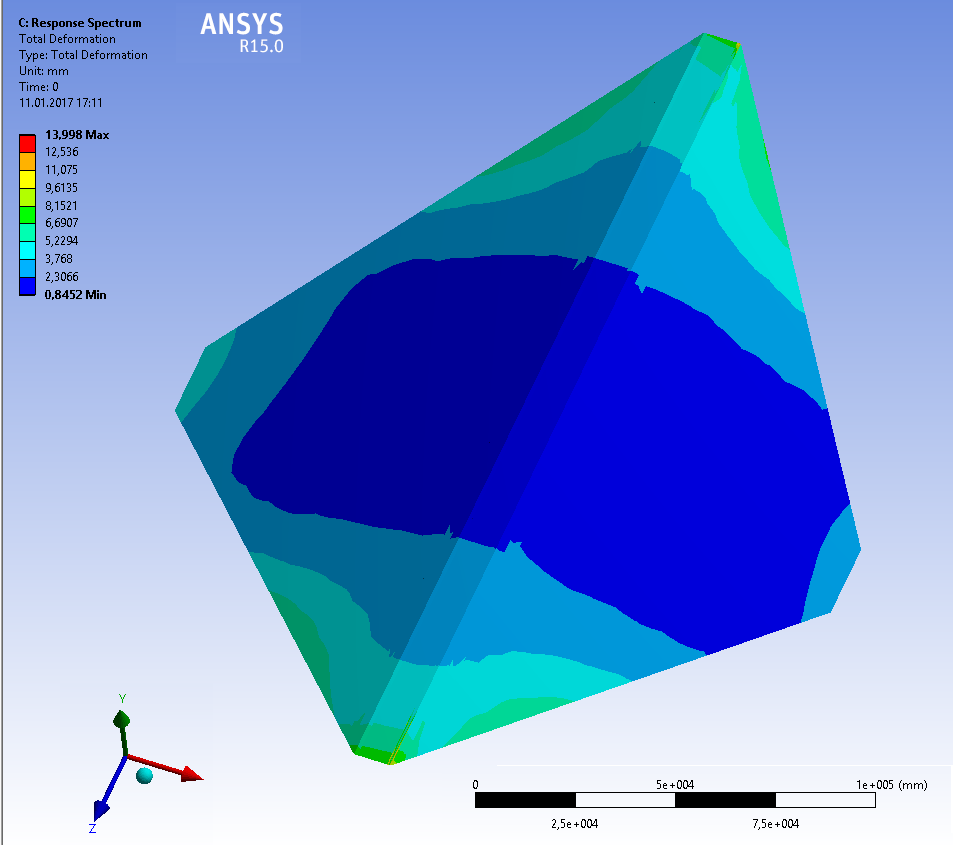 C: Response Spectrum
Total Deformation
Type: Total Deformation
Unit: mm
Time: 0
11.01.2017 17:11
ANSYS
R15.0
13,998 Max
12,536
11,075
9,6135
8,1521
6,6907
5,2294
3,768
2,3066
0,8452 Min
Y
Z
0 5e+004 1e+005 (mm)
2,5e+004 7,5e+004